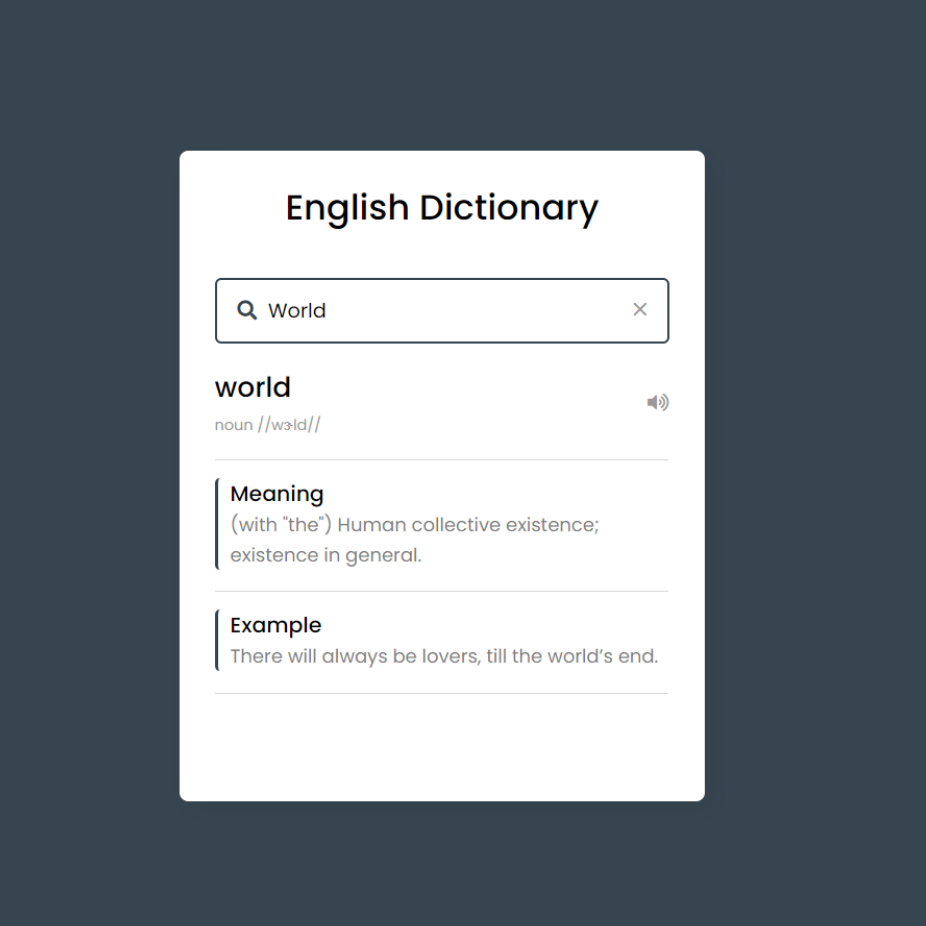 English Dictionary
World
world
noun //wɝld//
Meaning
(with "the") Human collective existence;
existence in general.
Example
There will always be lovers, till the world’s end.